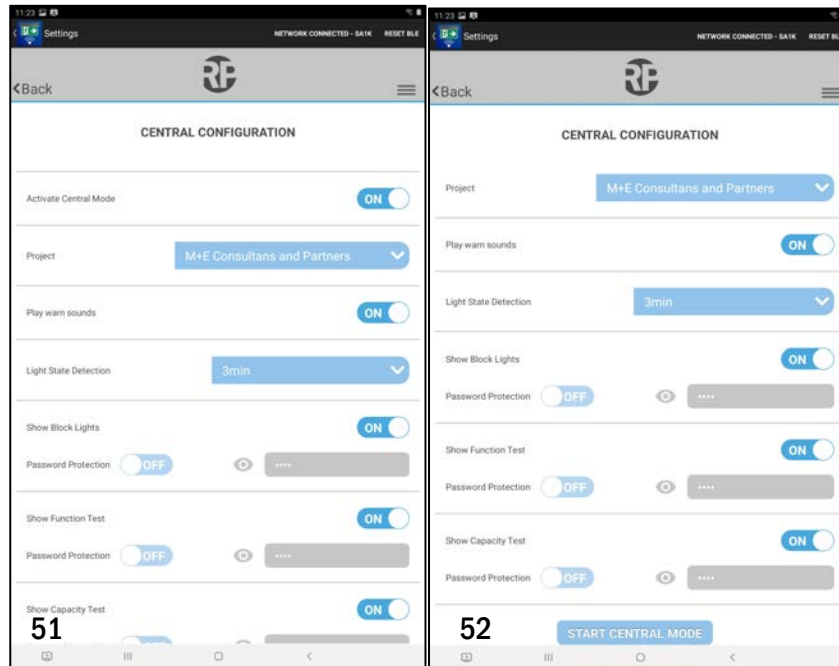 11:23
Settings NETWORK CONNECTED - SA1K RESET BLE
RP
<Back
CENTRAL CONFIGURATION
Activate Central Mode ON
Project M+E Consultans and Partners
Play warn sounds ON
Light State Detection 3min
Show Block Lights ON
Password Protection OFF ....
Show Function Test ON
Password Protection OFF ....
Show Capacity Test ON
51
11:23
Settings NETWORK CONNECTED - SA1K RESET BL
RP
<Back
CENTRAL CONFIGURATION
Project M+E Consultans and Partners
Play warn sounds ON
Light State Detection 3min
Show Block Lights ON
Password Protection OFF ....
Show Function Test ON
Password Protection OFF ....
Show Capacity Test ON
Password Protection OFF ....
52 START CENTRAL MODE